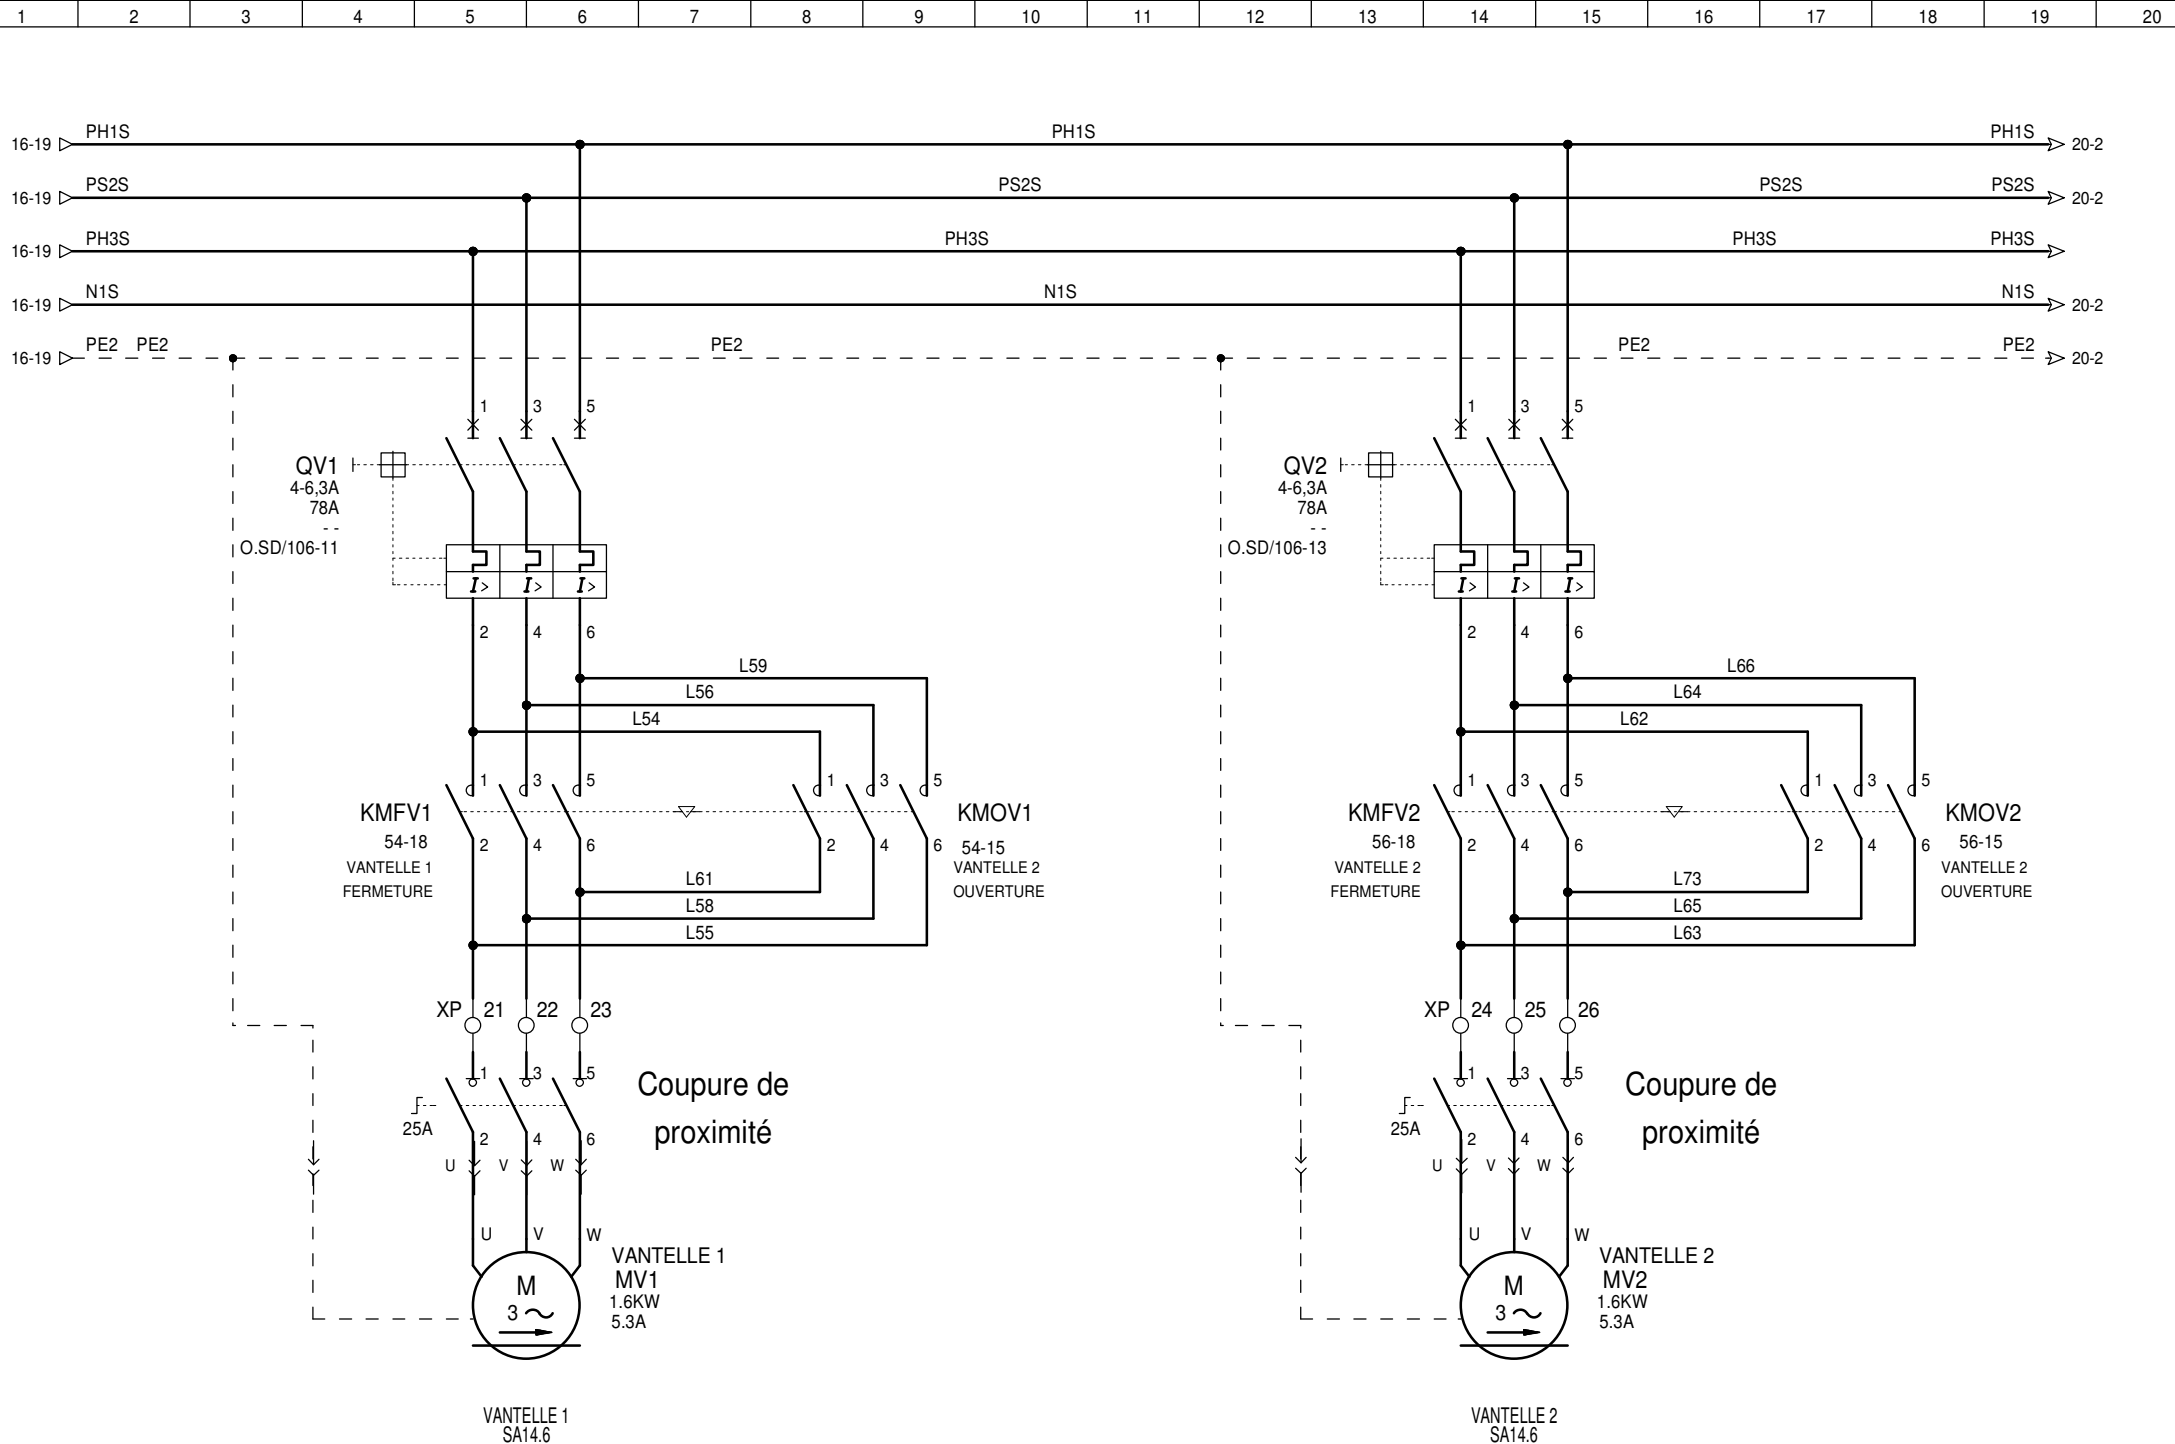 1 2 3 4 5 6 7 8 9 10 11 12 13 14 15 16 17 18 19 20
16-19 PH1S PH1S PH1S 20-2
16-19 PS2S PS2S PS2S PS2S 20-2
16-19 PH3S PH3S PH3S PH3S
16-19 N1S N1S N1S 20-2
16-19 PE2 PE2 PE2 PE2 PE2 20-2
1 3 5
QV1
4-6,3A
78A
- -
O.SD/106-11
I> I> I>
2 4 6
L59
L56
L54
1 3 5 1 3 5
KMFV1 KMOV1
54-18 2 4 6 2 4 6 54-15
VANTELLE 1 VANTELLE 2
FERMETURE OUVERTURE
L61
L58
L55
XP 21 22 23
1 3 5
Coupure de
proximité
25A
2 4 6
U V W
U V W
VANTELLE 1
MV1
1.6KW
5.3A
M
3
VANTELLE 1
SA14.6
1 3 5
QV2
4-6,3A
78A
- -
O.SD/106-13
I> I> I>
2 4 6
L66
L64
L62
1 3 5 1 3 5
KMFV2 KMOV2
56-18 2 4 6 2 4 6 56-15
VANTELLE 2 VANTELLE 2
FERMETURE OUVERTURE
L73
L65
L63
XP 24 25 26
1 3 5
Coupure de
proximité
25A
2 4 6
U V W
U V W
VANTELLE 2
MV2
1.6KW
5.3A
M
3
VANTELLE 2
SA14.6